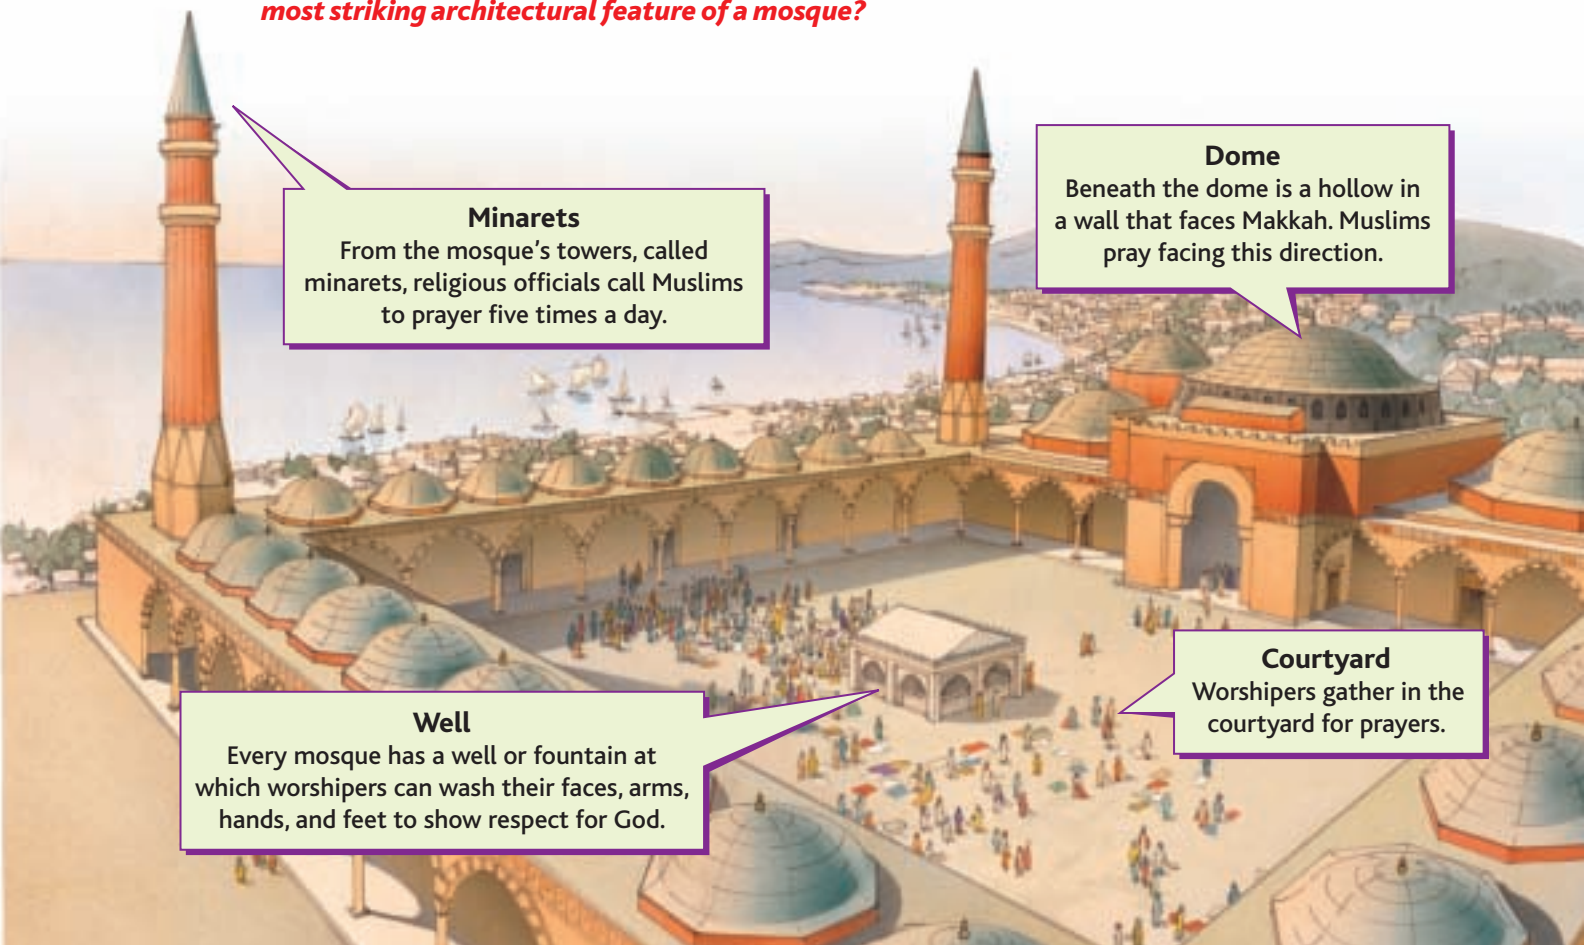 most striking architectural feature of a mosque?
Minarets
From the mosque’s towers, called
minarets, religious officials call Muslims
to prayer five times a day.
Dome
Beneath the dome is a hollow in
a wall that faces Makkah. Muslims
pray facing this direction.
Well
Every mosque has a well or fountain at
which worshipers can wash their faces, arms,
hands, and feet to show respect for God.
Courtyard
Worshipers gather in the
courtyard for prayers.